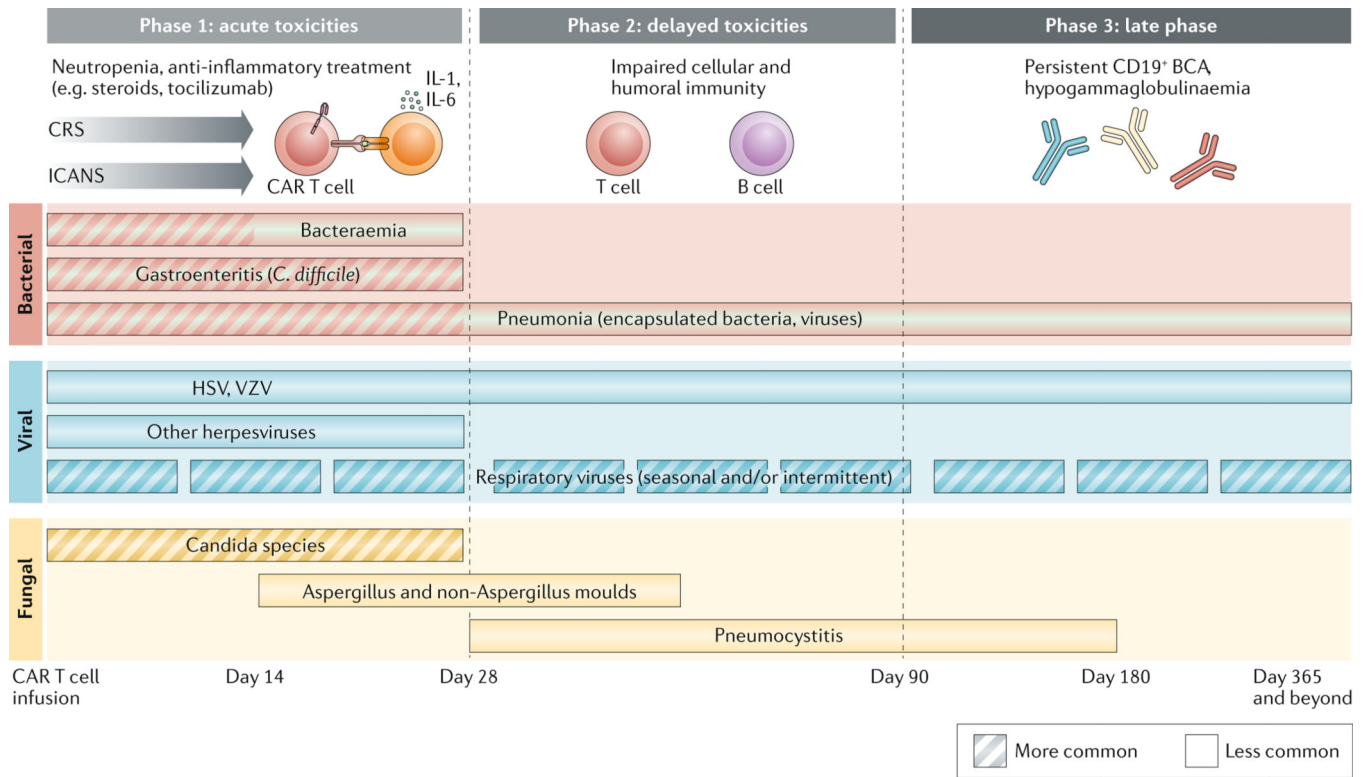 Phase 1: acute toxicities
Phase 2: delayed toxicities
Phase 3: late phase
Neutropenia, anti-inflammatory treatment
(e.g. steroids, tocilizumab)
IL-1,
IL-6
CRS
ICANS
CAR T cell
Impaired cellular and
humoral immunity
T cell
B cell
Persistent CD19⁺ BCA,
hypogammaglobulinaemia
Bacterial
Bacteraemia
Gastroenteritis (C. difficile)
Pneumonia (encapsulated bacteria, viruses)
Viral
HSV, VZV
Other herpesviruses
Respiratory viruses (seasonal and/or intermittent)
Fungal
Candida species
Aspergillus and non-Aspergillus moulds
Pneumocystitis
CAR T cell
infusion
Day 14
Day 28
Day 90
Day 180
Day 365
and beyond
More common
Less common